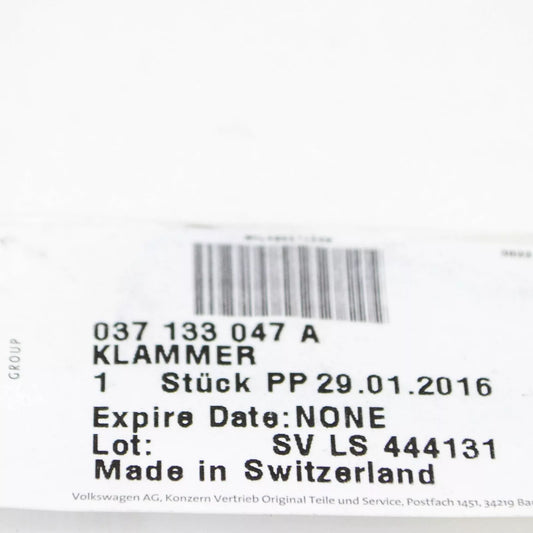 037 133 047 A
KLAMMER
1 Stück PP 29.01.2016
Expire Date:NONE
Lot: SV LS 444131
Made in Switzerland
Volkswagen AG, Konzern Vertrieb Original Teile und Service, Postfach 1451, 34219
GROUP